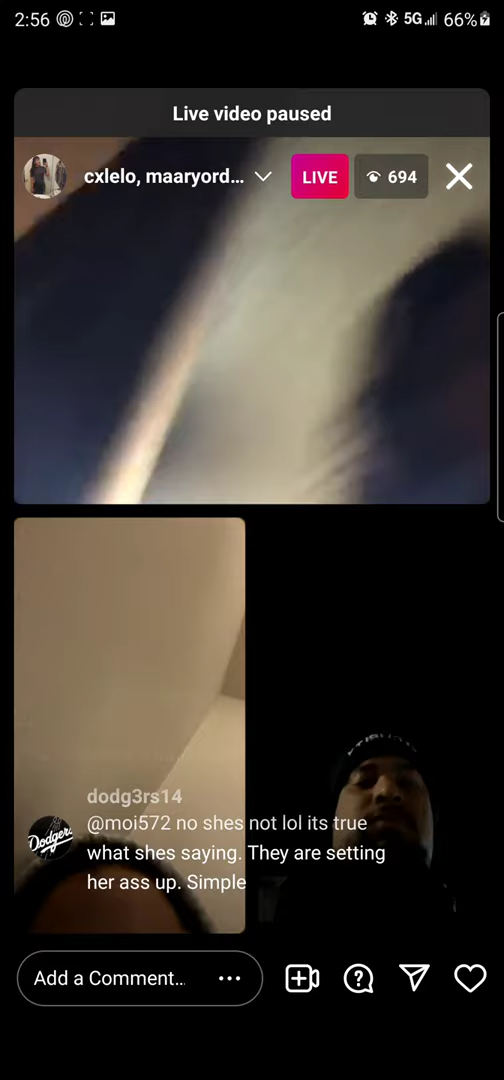 2:56 5G 66%
Live video paused
cxlelo, maaryord... LIVE 694
dodg3rs14
@moi572 no shes not lol its true
what shes saying. They are setting
her ass up. Simple
Dodgers
Add a Comment...